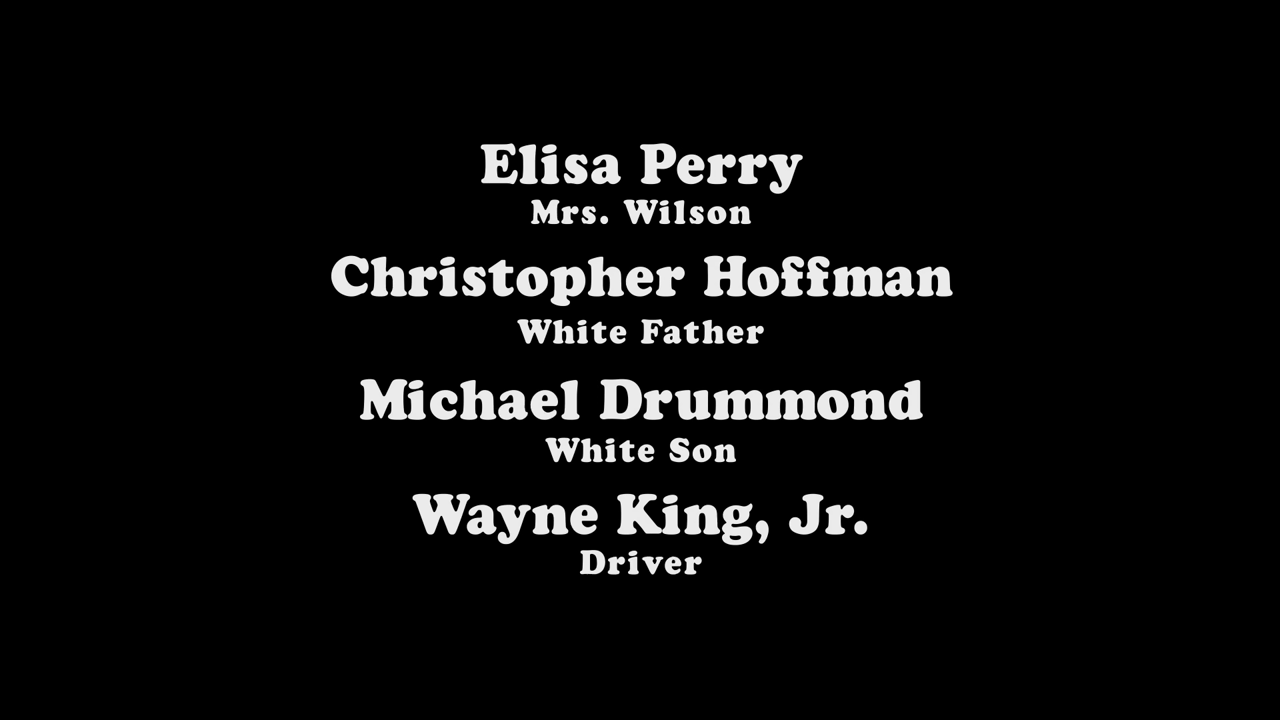 Elisa Perry
Mrs. Wilson
Christopher Hoffman
White Father
Michael Drummond
White Son
Wayne King, Jr.
Driver